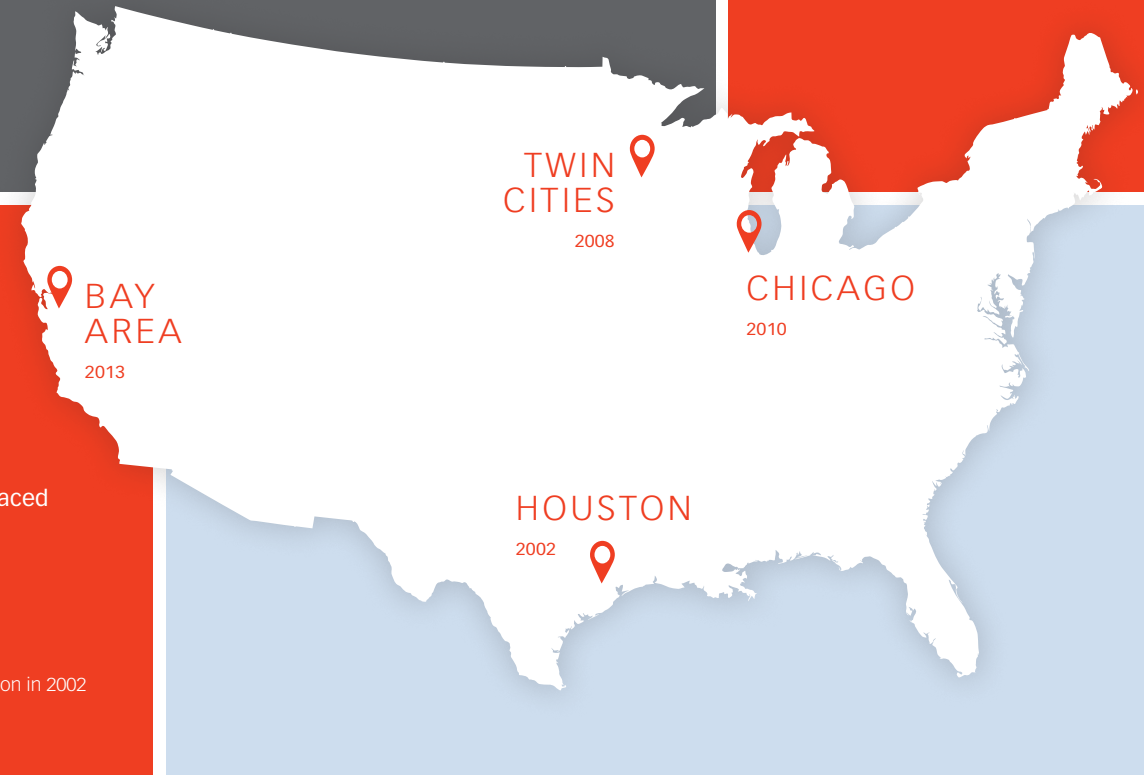 TWIN
CITIES
2008
CHICAGO
2010
BAY
AREA
2013
HOUSTON
2002
aced
on in 2002